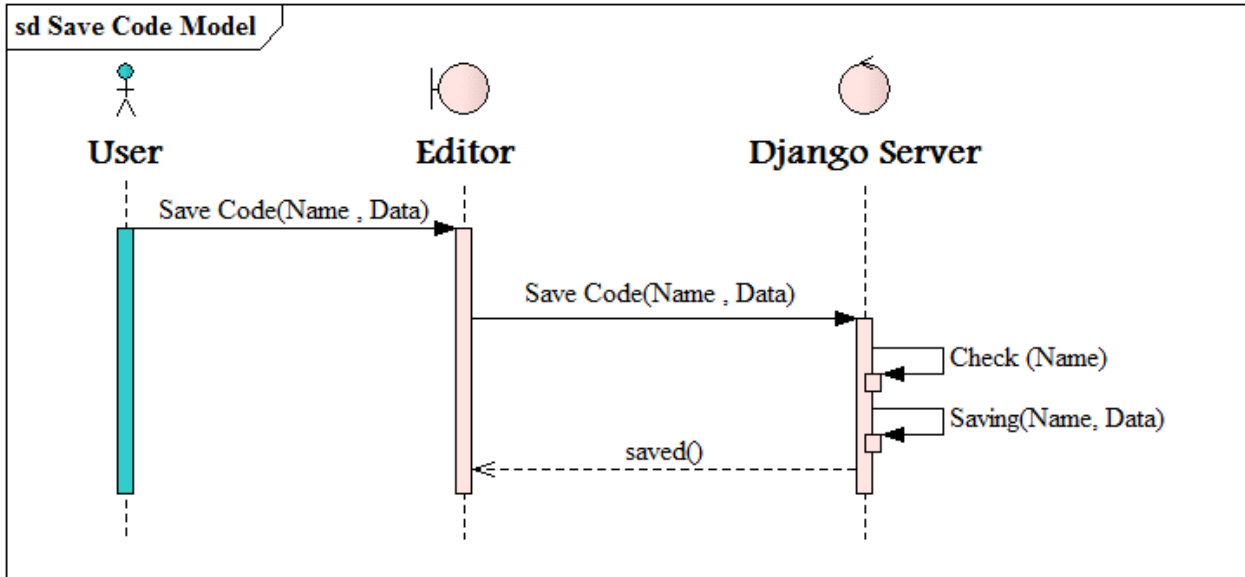 sd Save Code Model
User
Editor
Django Server
Save Code(Name , Data)
Save Code(Name , Data)
Check (Name)
Saving(Name, Data)
saved()